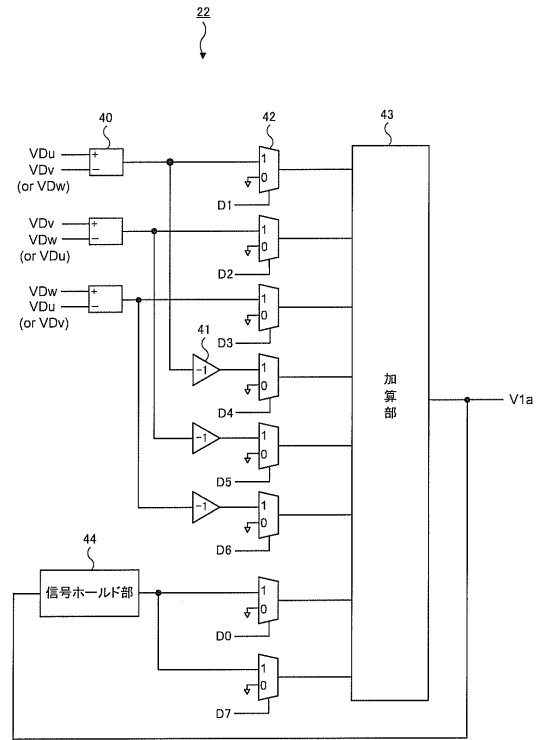 22
40
42
43
VDu
+
VDv
−
(or VDw)
1
0
D1
VDv
+
VDw
−
(or VDu)
1
0
D2
VDw
+
VDu
−
(or VDv)
1
0
D3
41
−1
1
0
D4
加算部
V1a
−1
1
0
D5
−1
1
0
D6
44
信号ホールド部
1
0
D0
1
0
D7